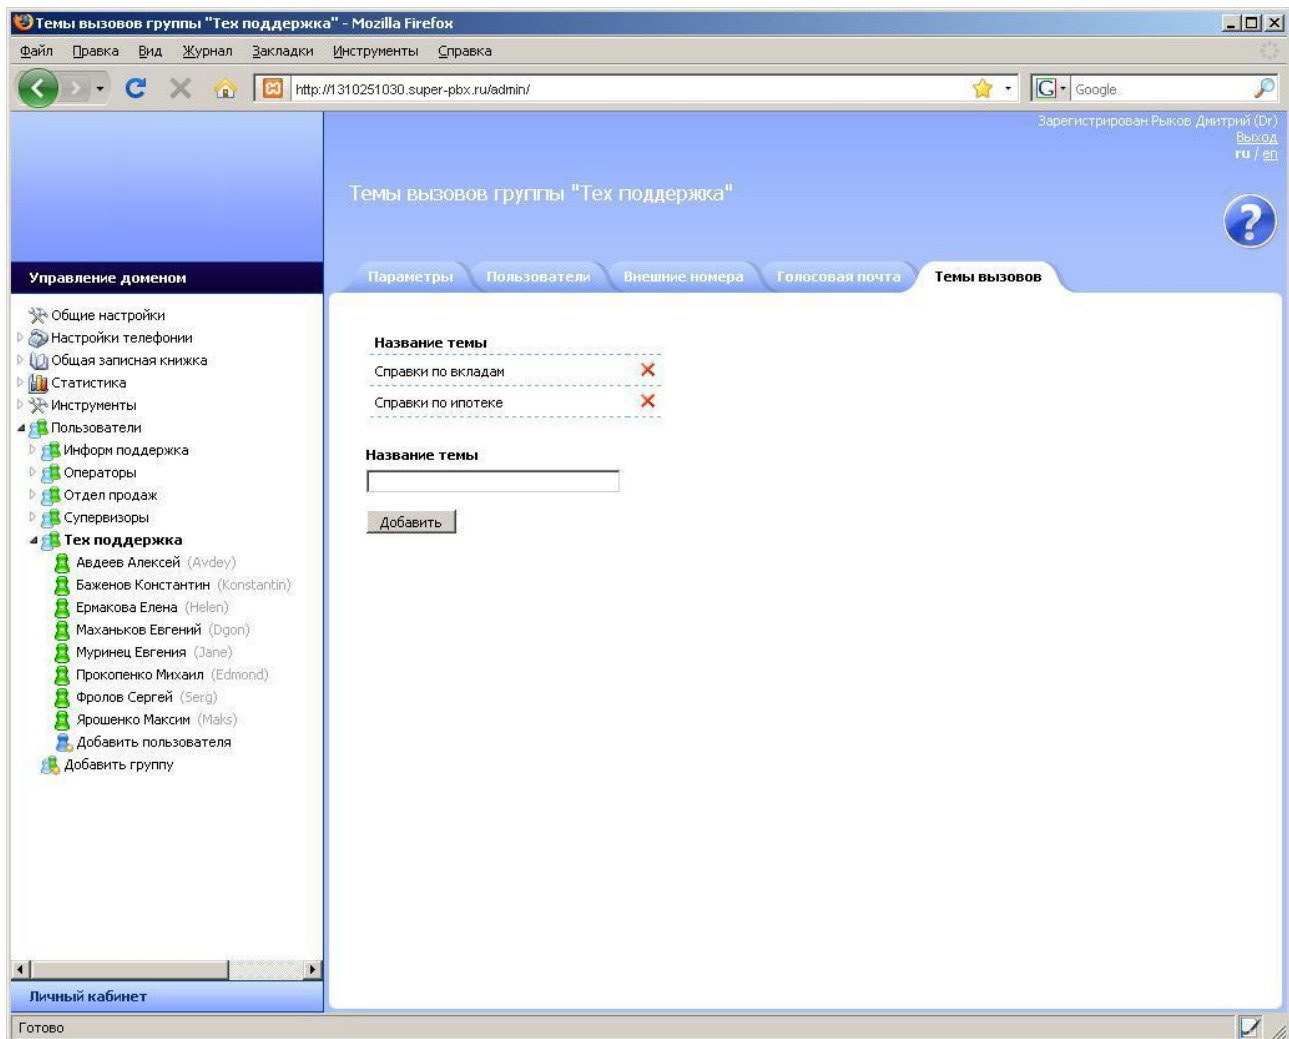 Темы вызовов группы "Тех поддержка" - Mozilla Firefox
Файл Правка Вид Журнал Закладки Инструменты Справка
http://1310251030.super-pbx.ru/admin/
G Google
Зарегистрирован Рыков Дмитрий (Dr)
Выход
ru / en
Темы вызовов группы "Тех поддержка"
?
Управление доменом
Параметры Пользователи Внешние номера Голосовая почта Темы вызовов
Общие настройки
Настройки телефонии
Общая записная книжка
Статистика
Инструменты
Пользователи
Информ поддержка
Операторы
Отдел продаж
Супервизоры
Тех поддержка
Авдеев Алексей (Avdey)
Баженов Константин (Konstantin)
Ермакова Елена (Helen)
Маханьков Евгений (Dgon)
Муринец Евгения (Jane)
Прокопенко Михаил (Edmond)
Фролов Сергей (Serg)
Ярошенко Максим (Maks)
Добавить пользователя
Добавить группу
Название темы
Справки по вкладам
Справки по ипотеке
Название темы
Добавить
Личный кабинет
Готово